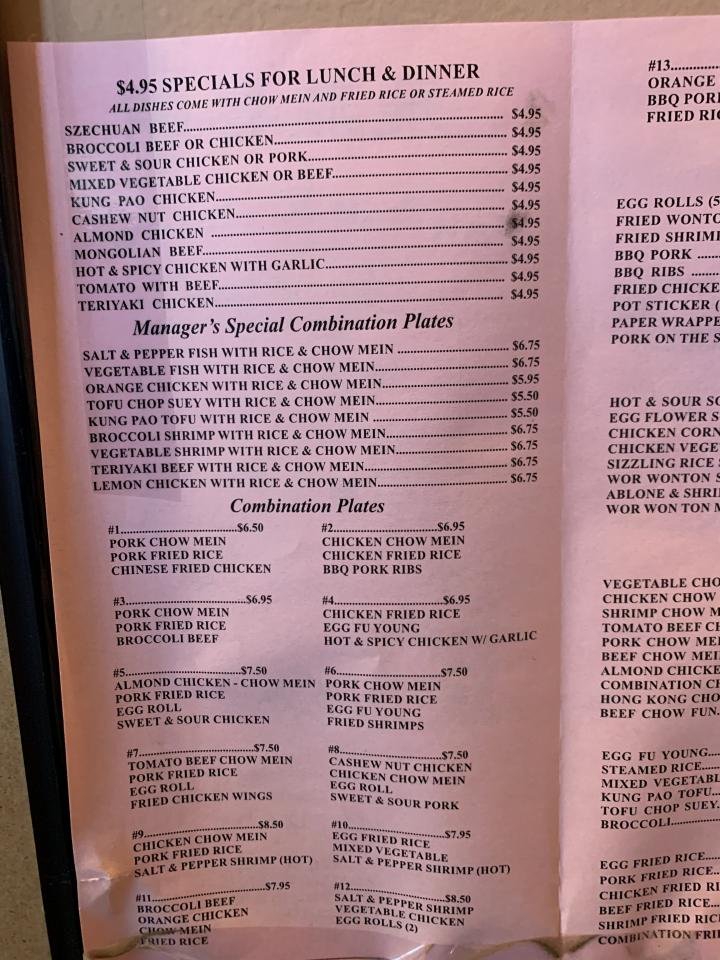 $4.95 SPECIALS FOR LUNCH & DINNER
ALL DISHES COME WITH CHOW MEIN AND FRIED RICE OR STEAMED RICE
SZECHUAN BEEF $4.95
BROCCOLI BEEF OR CHICKEN $4.95
SWEET & SOUR CHICKEN OR PORK $4.95
MIXED VEGETABLE CHICKEN OR BEEF $4.95
KUNG PAO CHICKEN $4.95
CASHEW NUT CHICKEN $4.95
ALMOND CHICKEN $4.95
MONGOLIAN BEEF $4.95
HOT & SPICY CHICKEN WITH GARLIC $4.95
TOMATO WITH BEEF $4.95
TERIYAKI CHICKEN $4.95
Manager's Special Combination Plates
SALT & PEPPER FISH WITH RICE & CHOW MEIN $6.75
VEGETABLE FISH WITH RICE & CHOW MEIN $6.75
ORANGE CHICKEN WITH RICE & CHOW MEIN $5.95
TOFU CHOP SUEY WITH RICE & CHOW MEIN $5.50
KUNG PAO TOFU WITH RICE & CHOW MEIN $5.50
BROCCOLI SHRIMP WITH RICE & CHOW MEIN $6.75
VEGETABLE SHRIMP WITH RICE & CHOW MEIN $6.75
TERIYAKI BEEF WITH RICE & CHOW MEIN $6.75
LEMON CHICKEN WITH RICE & CHOW MEIN $6.75
Combination Plates
#1 $6.50
PORK CHOW MEIN
PORK FRIED RICE
CHINESE FRIED CHICKEN
#2 $6.95
CHICKEN CHOW MEIN
CHICKEN FRIED RICE
BBQ PORK RIBS
#3 $6.95
PORK CHOW MEIN
PORK FRIED RICE
BROCCOLI BEEF
#4 $6.95
CHICKEN FRIED RICE
EGG FU YOUNG
HOT & SPICY CHICKEN W/ GARLIC
#5 $7.50
ALMOND CHICKEN - CHOW MEIN
PORK FRIED RICE
EGG ROLL
SWEET & SOUR CHICKEN
#6 $7.50
PORK CHOW MEIN
PORK FRIED RICE
EGG FU YOUNG
FRIED SHRIMPS
#7 $7.50
TOMATO BEEF CHOW MEIN
PORK FRIED RICE
EGG ROLL
FRIED CHICKEN WINGS
#8 $7.50
CASHEW NUT CHICKEN
CHICKEN CHOW MEIN
EGG ROLL
SWEET & SOUR PORK
#9 $8.50
CHICKEN CHOW MEIN
PORK FRIED RICE
SALT & PEPPER SHRIMP (HOT)
#10 $7.95
EGG FRIED RICE
MIXED VEGETABLE
SALT & PEPPER SHRIMP (HOT)
#11 $7.95
BROCCOLI BEEF
ORANGE CHICKEN
CHOW MEIN
FRIED RICE
#12 $8.50
SALT & PEPPER SHRIMP
VEGETABLE CHICKEN
EGG ROLLS (2)
#13
ORANGE
BBQ POR
FRIED RIC
EGG ROLLS (5
FRIED WONTO
FRIED SHRIMP
BBQ PORK
BBQ RIBS
FRIED CHICKE
POT STICKER (
PAPER WRAPPE
PORK ON THE S
HOT & SOUR SO
EGG FLOWER S
CHICKEN CORN
CHICKEN VEGE
SIZZLING RICE
WOR WONTON S
ABLONE & SHRI
WOR WON TON
VEGETABLE CHO
CHICKEN CHOW
SHRIMP CHOW M
TOMATO BEEF CH
PORK CHOW MEI
BEEF CHOW MEI
ALMOND CHICKE
COMBINATION CH
HONG KONG CHO
BEEF CHOW FUN
EGG FU YOUNG
STEAMED RICE
MIXED VEGETABL
KUNG PAO TOFU
TOFU CHOP SUEY
BROCCOLI
EGG FRIED RICE
PORK FRIED RICE
CHICKEN FRIED RI
BEEF FRIED RICE
SHRIMP FRIED RICE
COMBINATION FRI